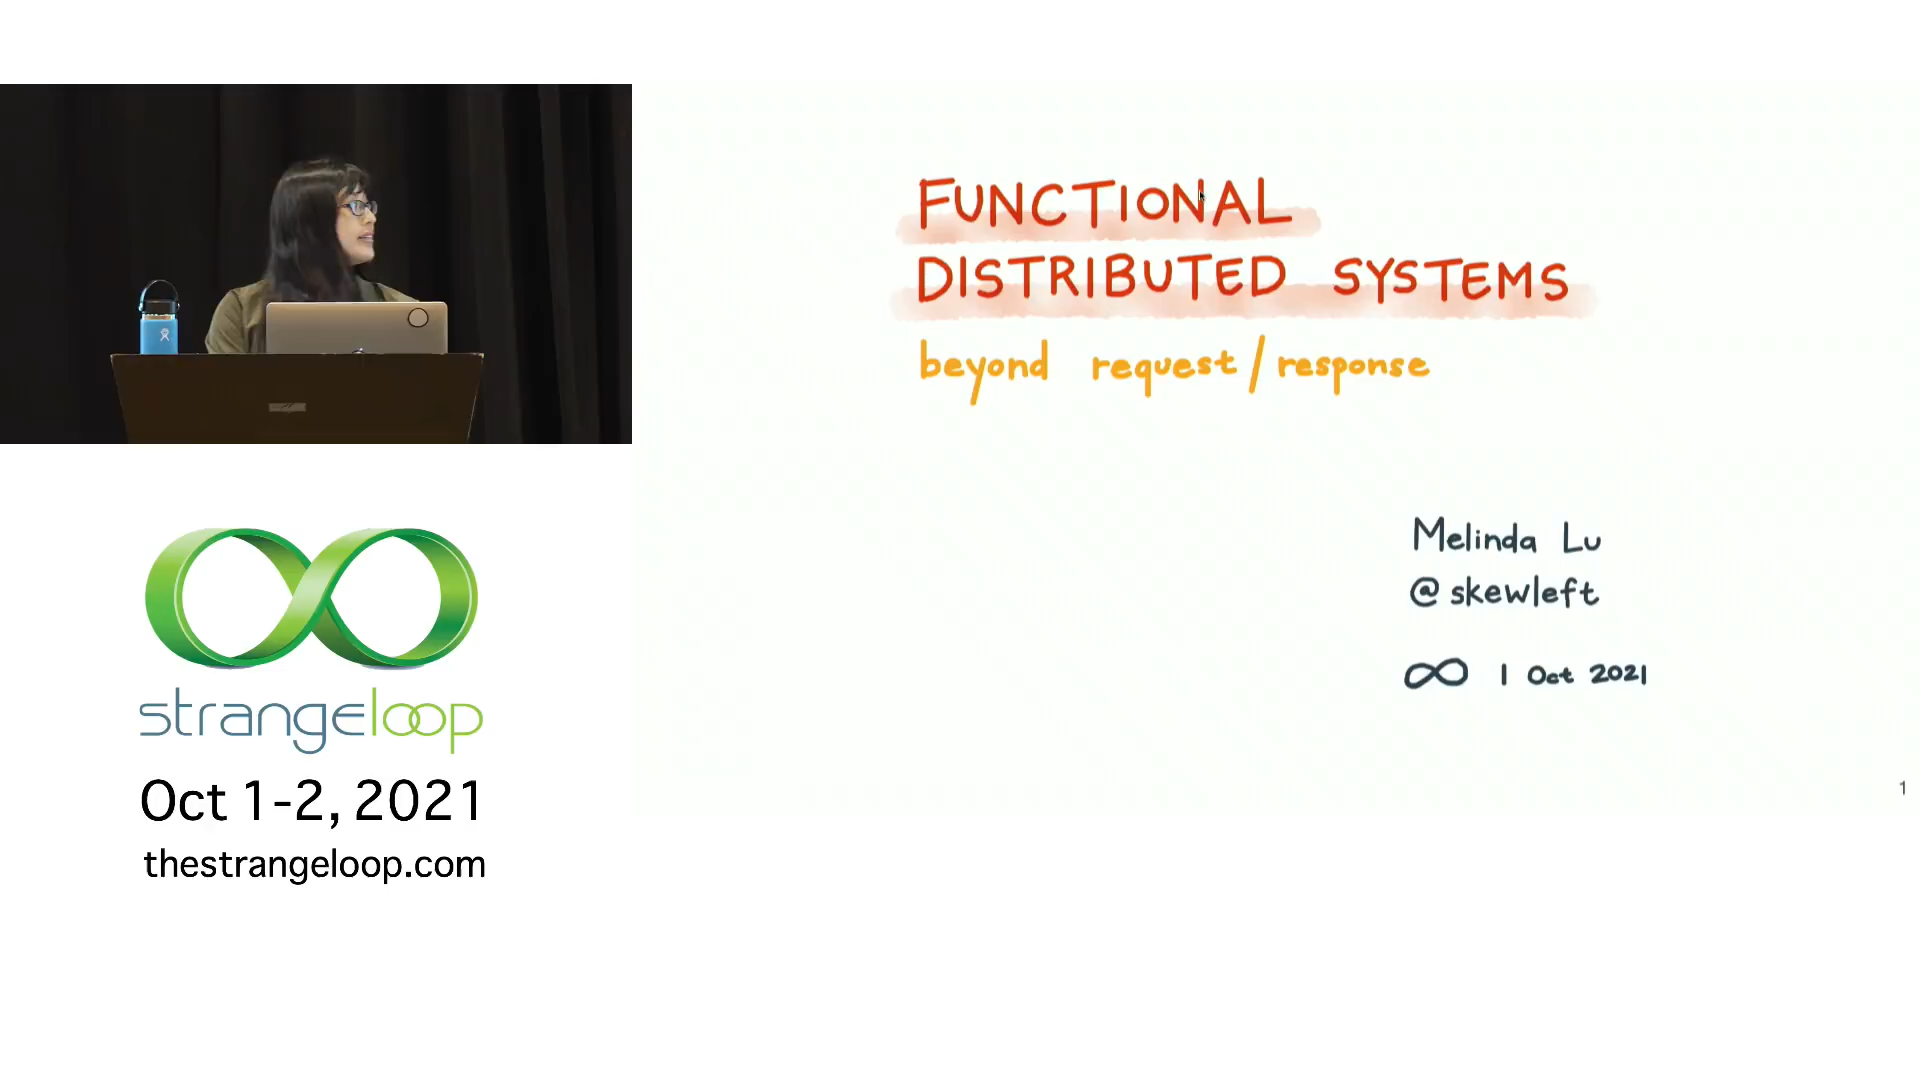 FUNCTIONAL
DISTRIBUTED SYSTEMS
beyond request/response
Melinda Lu
@skewleft
∞ 1 Oct 2021
1
strangeloop
Oct 1-2, 2021
thestrangeloop.com